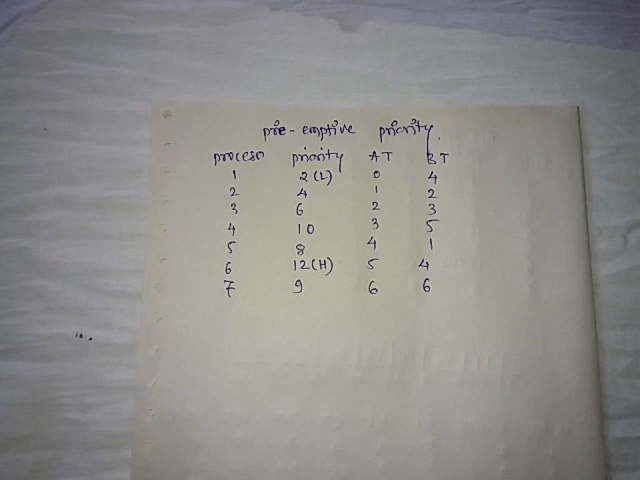 pre-emptive priority.
process priority AT BT
1 2(L) 0 4
2 4 1 2
3 6 2 3
4 10 3 5
5 8 4 1
6 12(H) 5 4
7 9 6 6